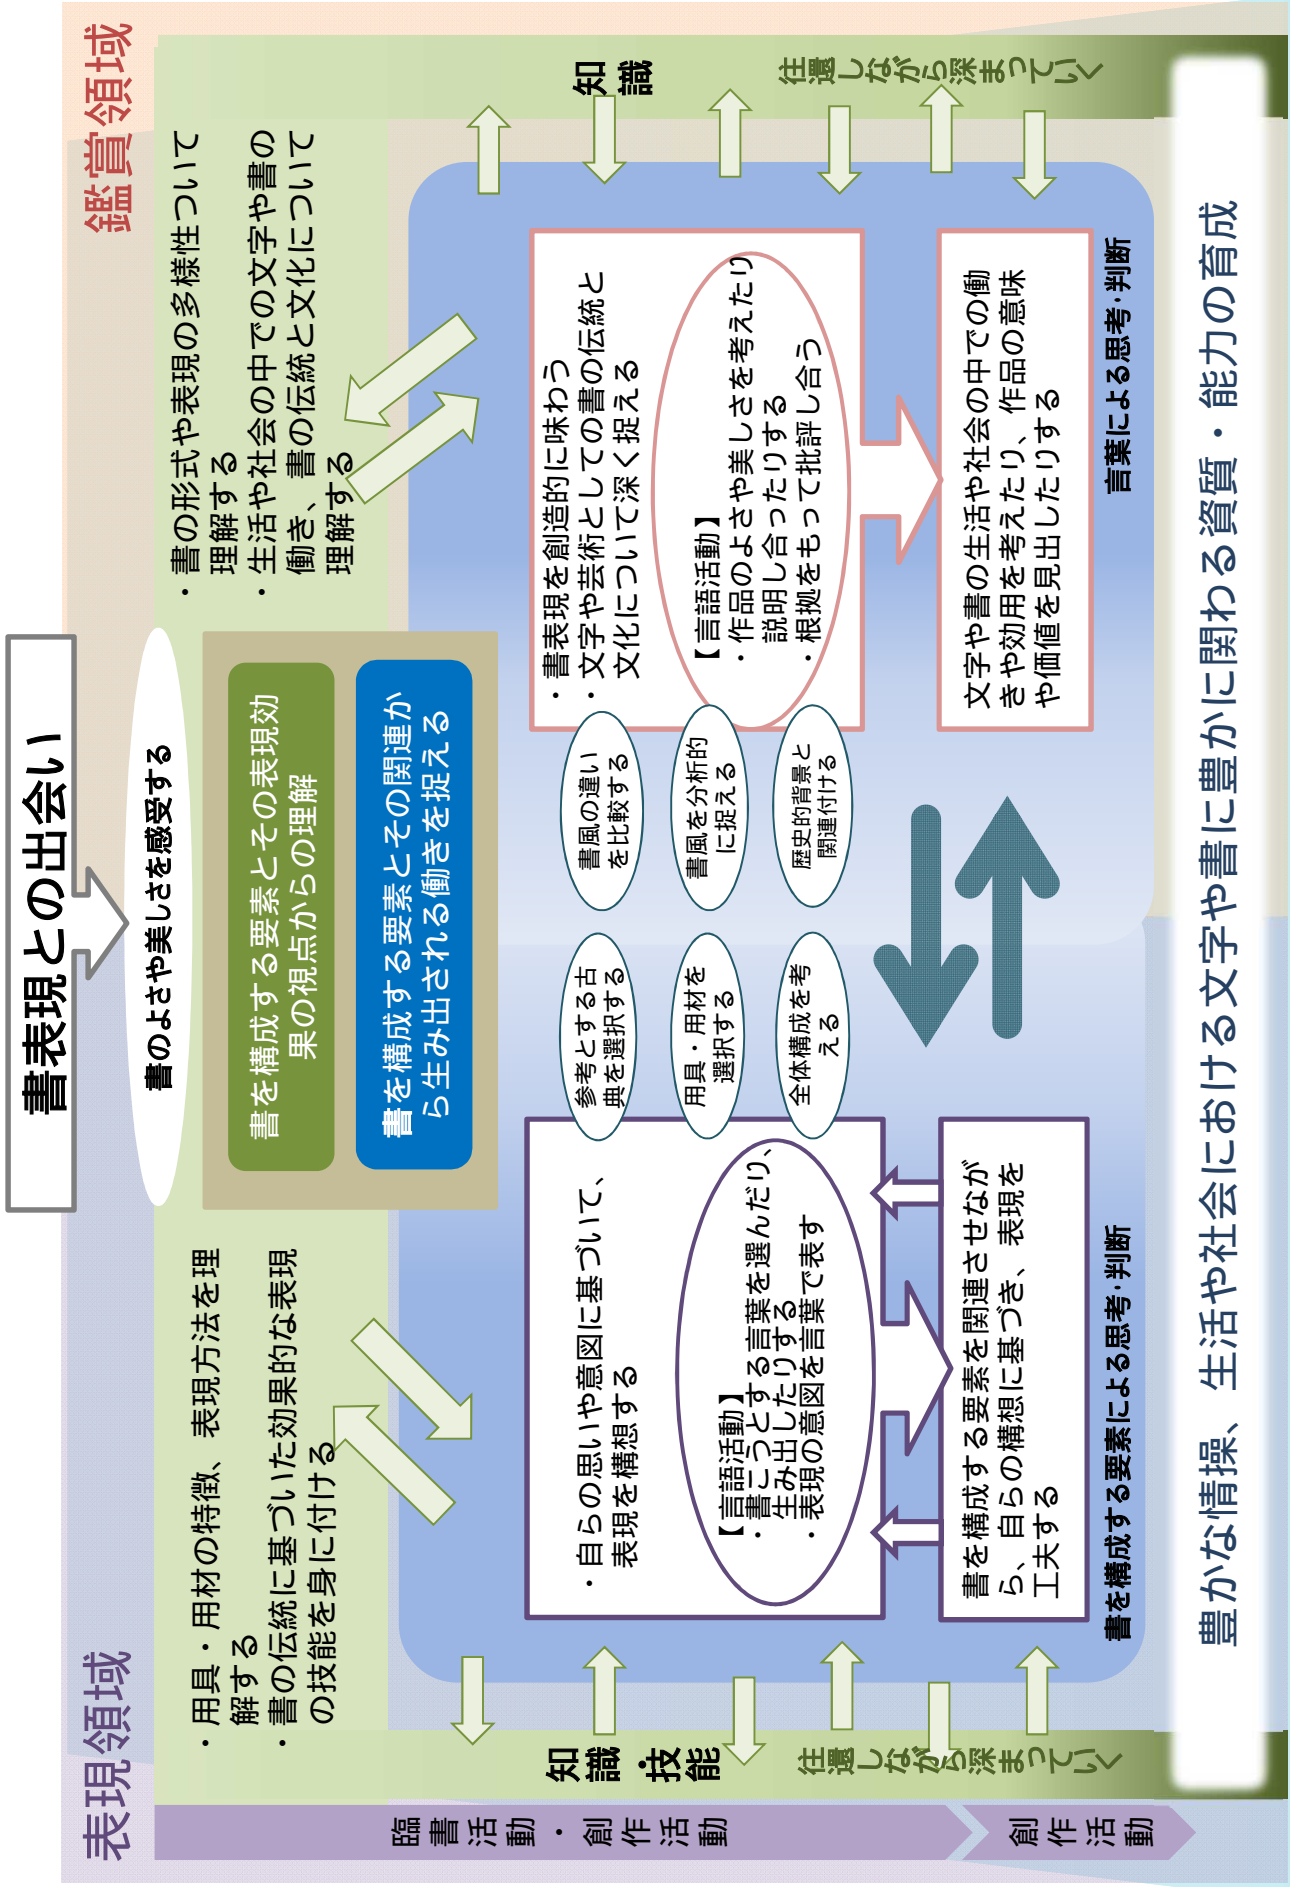 書表現との出会い
表現領域
鑑賞領域
書のよさや美しさを感受する
・用具・用材の特徴、表現方法を理
解する
・書の伝統に基づいた効果的な表現
の技能を身に付ける
書を構成する要素とその表現効
果の視点からの理解
書を構成する要素とその関連か
ら生み出される働きを捉える
・書の形式や表現の多様性ついて
理解する
・生活や社会の中での文字や書の
働き、書の伝統と文化について
理解する
臨書活動・創作活動
創作活動
知識・技能
往還しながら深まっていく
・自らの思いや意図に基づいて、
表現を構想する
【言語活動】
・書こうとする言葉を選んだり、
生み出したりする
・表現の意図を言葉で表す
書を構成する要素を関連させなが
ら、自らの構想に基づき、表現を
工夫する
書を構成する要素による思考・判断
参考とする古
典を選択する
用具・用材を
選択する
全体構成を考
える
書風の違い
を比較する
書風を分析的
に捉える
歴史的背景と
関連付ける
・書表現を創造的に味わう
・文字や芸術としての書の伝統と
文化について深く捉える
【言語活動】
・作品のよさや美しさを考えたり
説明し合ったりする
・根拠をもって批評し合う
文字や書の生活や社会の中での働
きや効用を考えたり、作品の意味
や価値を見出したりする
言葉による思考・判断
知識
往還しながら深まっていく
豊かな情操、生活や社会における文字や書に豊かに関わる資質・能力の育成